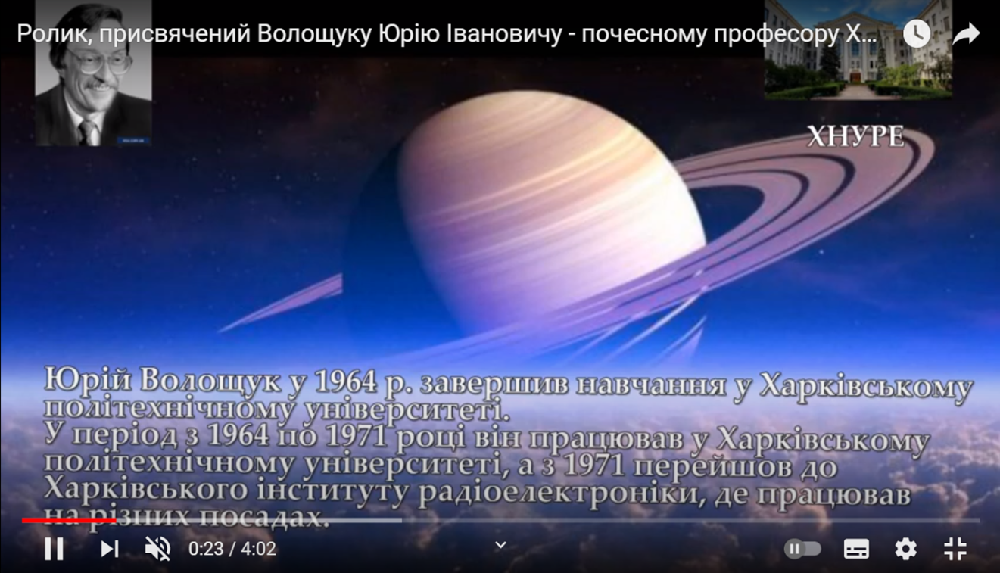 Ролик, присвячений Волощуку Юрію Івановичу - почесному професору Х...
ХНУРЕ
Юрій Волощук у 1964 р. завершив навчання у Харківському
політехнічному університеті.
У період з 1964 по 1971 році він працював у Харківському
політехнічному університеті, а з 1971 перейшов до
Харківського інституту радіоелектроніки, де працював
на різних посадах.
0:23 / 4:02